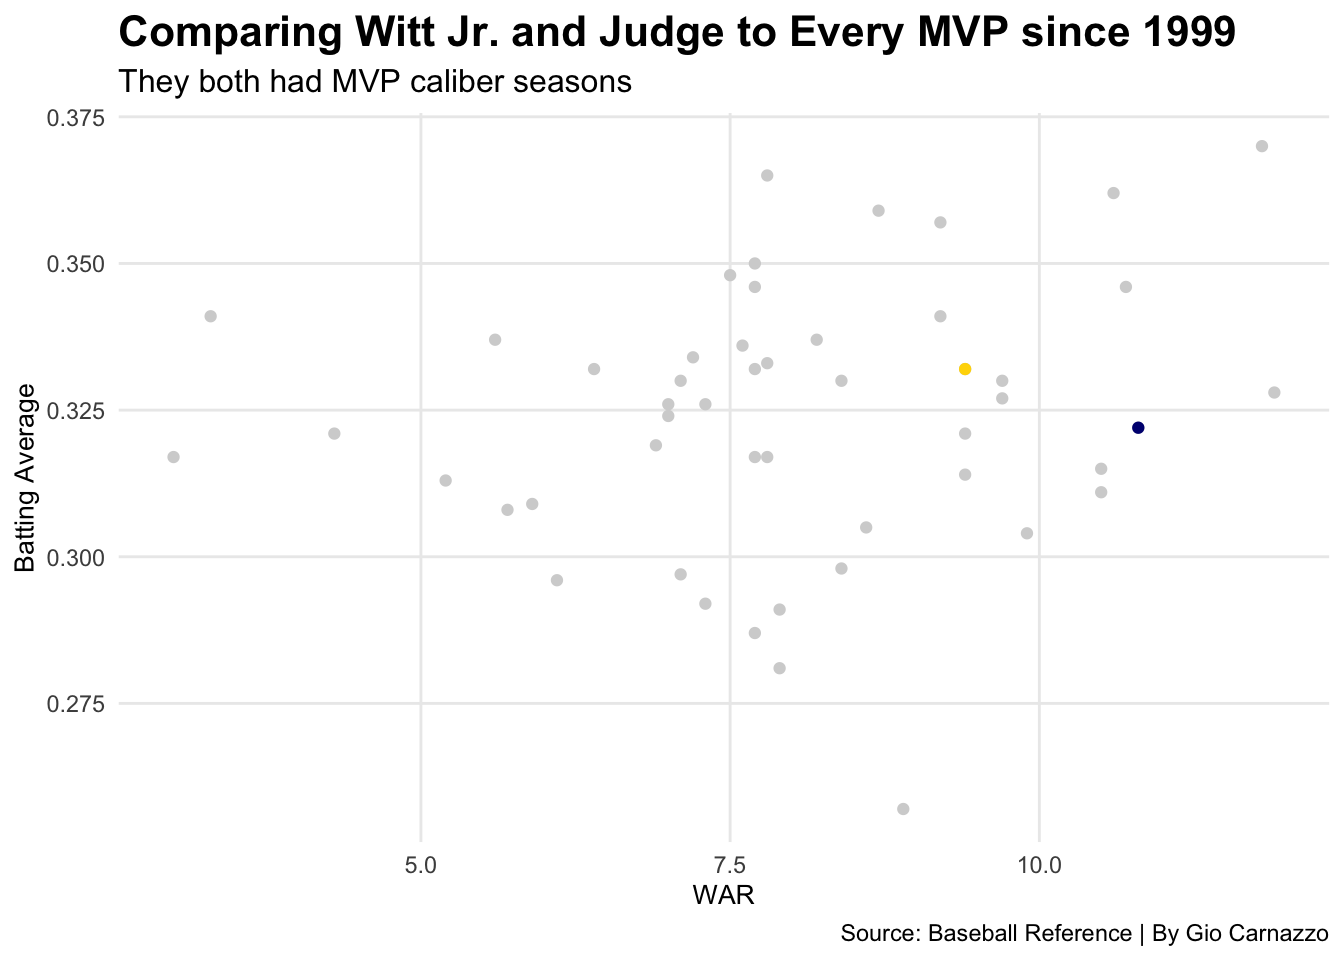 Comparing Witt Jr. and Judge to Every MVP since 1999
They both had MVP caliber seasons
0.375
0.350
0.325
0.300
0.275
Batting Average
5.0 7.5 10.0
WAR
Source: Baseball Reference | By Gio Carnazzo